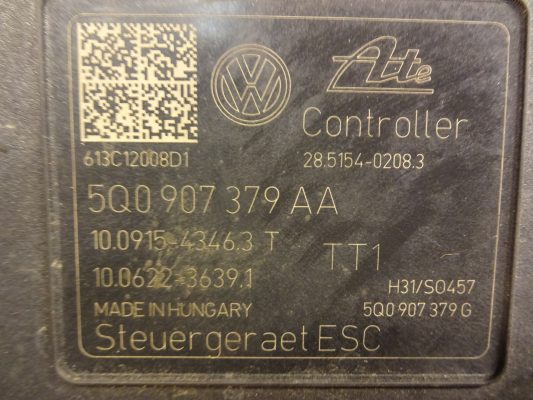 Ate
Controller
613C12008D1
28.5154-0208.3
5Q0 907 379 AA
10.0915-4346.3 T
TT1
10.0622-3639.1
H31/S0457
MADE IN HUNGARY
5Q0 907 379 G
Steuergeraet ESC